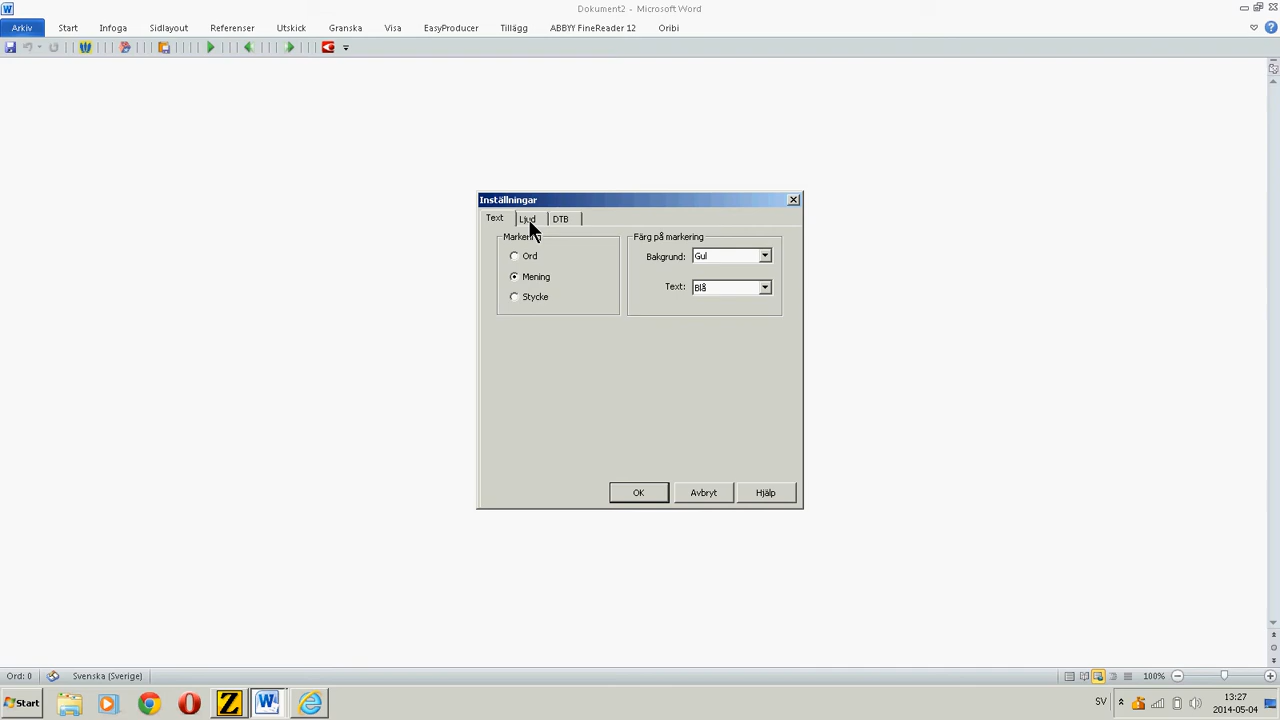 Dokument2 - Microsoft Word
Arkiv Start Infoga Sidlayout Referenser Utskick Granska Visa EasyProducer Tillägg ABBYY FineReader 12 Oribi
Inställningar
Text Ljud DTB
Markering Färg på markering
Ord Bakgrund: Gul
Mening Text: Blå
Stycke
OK Avbryt Hjälp
Ord: 0 Svenska (Sverige) 100%
Start SV 13:27
2014-05-04